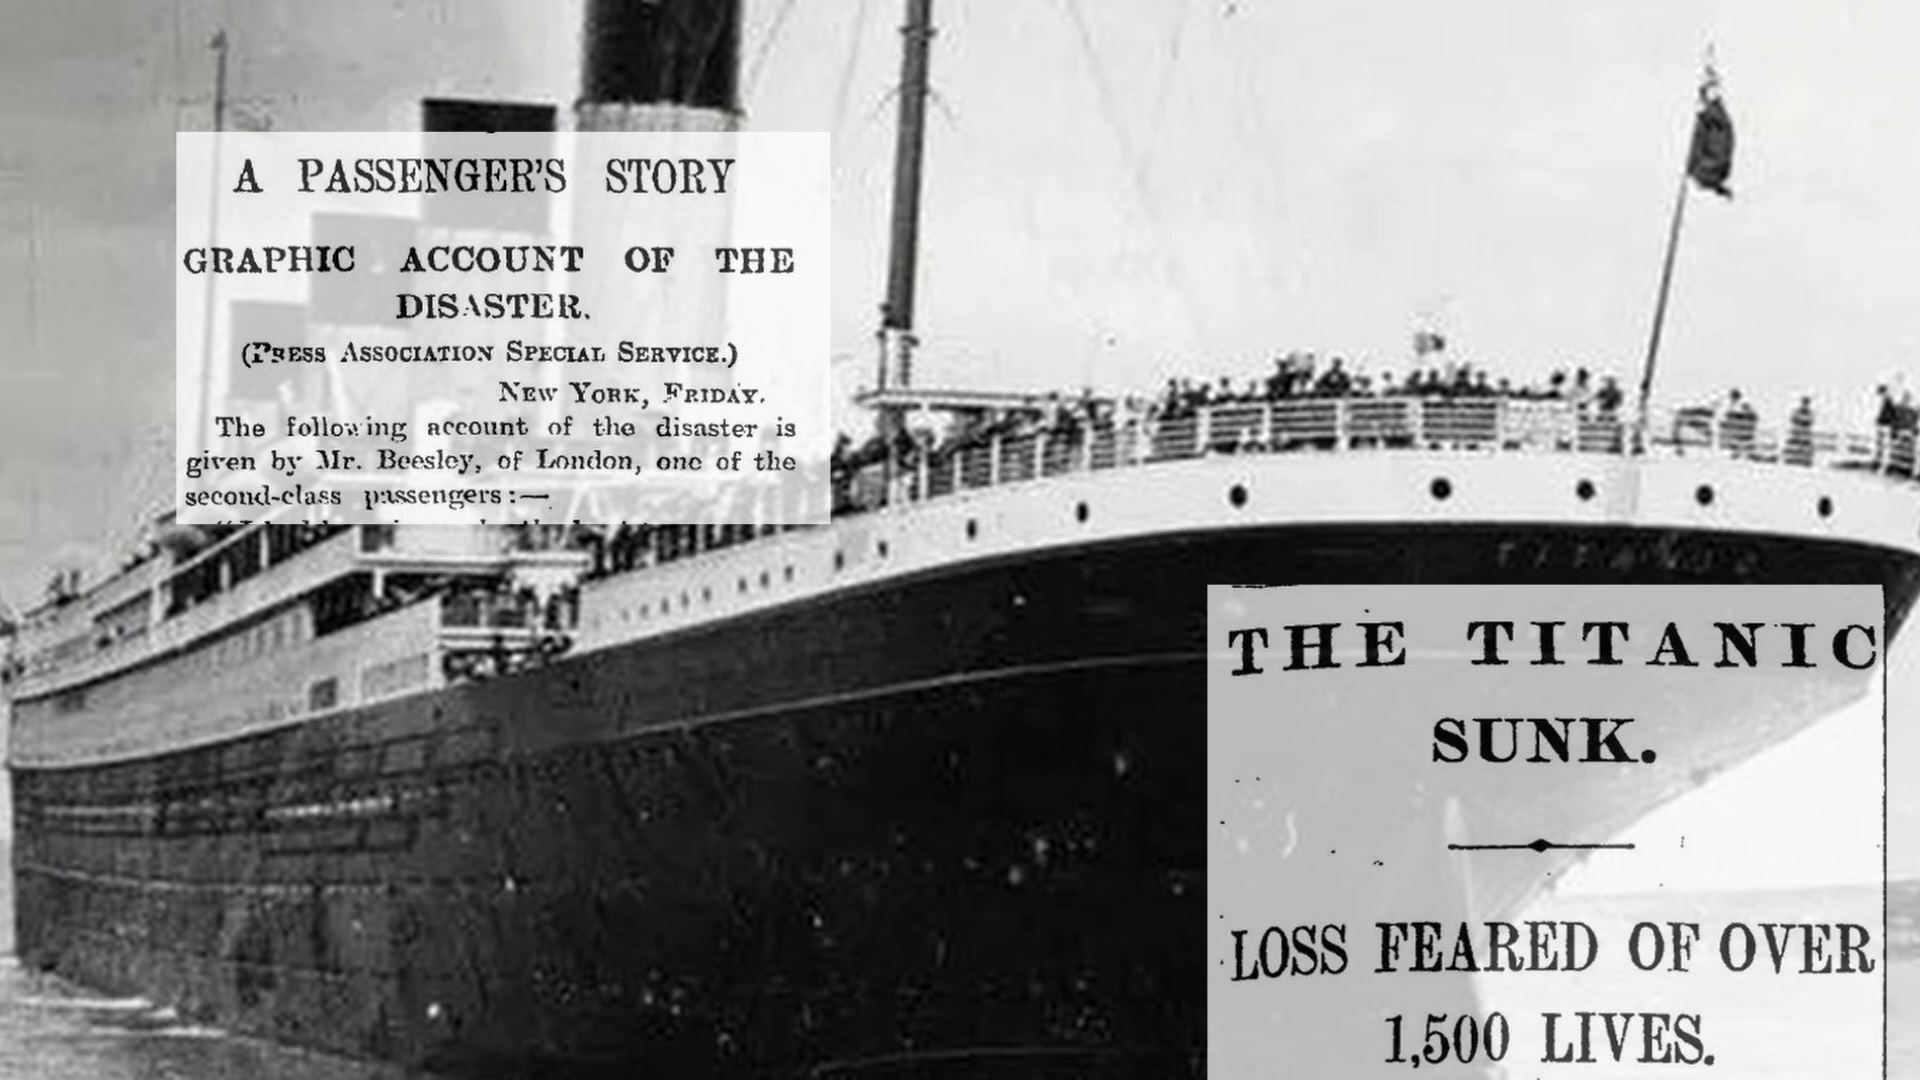 A PASSENGER'S STORY
GRAPHIC ACCOUNT OF THE
DISASTER.
(PRESS ASSOCIATION SPECIAL SERVICE.)
NEW YORK, FRIDAY.
The following account of the disaster is
given by Mr. Beesley, of London, one of the
second-class passengers:—
TITANIC
THE TITANIC
SUNK.
LOSS FEARED OF OVER
1,500 LIVES.